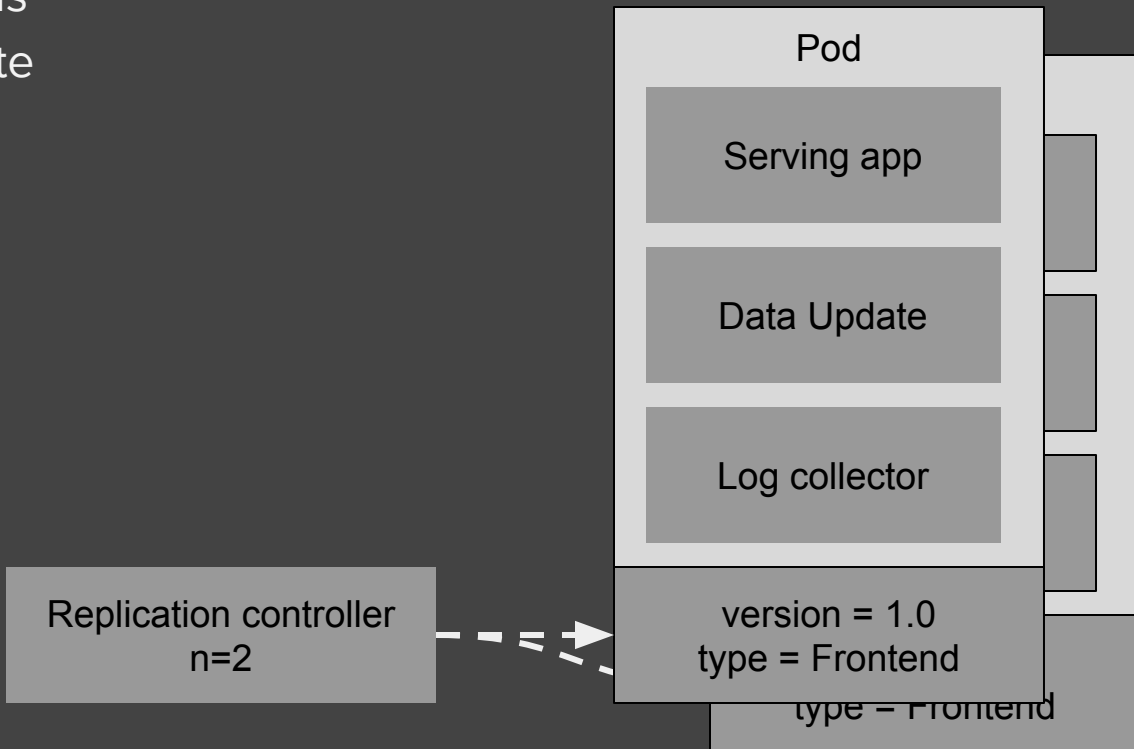 Pod
Serving app
Data Update
Log collector
Replication controller
n=2
version = 1.0
type = Frontend
type = Frontend